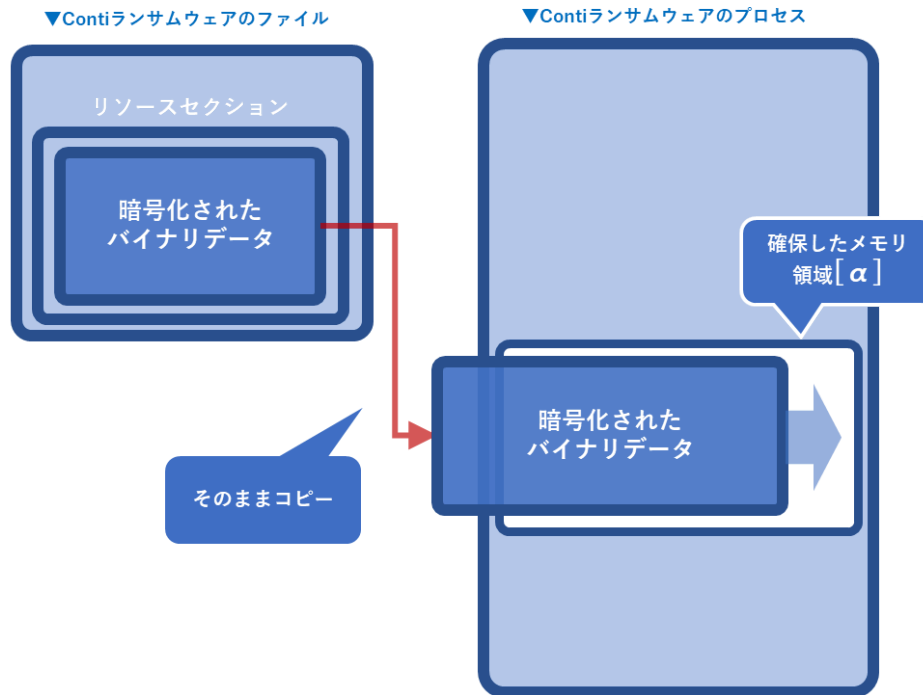 ▼Contiランサムウェアのファイル
▼Contiランサムウェアのプロセス
リソースセクション
暗号化された
バイナリデータ
確保したメモリ
領域[α]
暗号化された
バイナリデータ
そのままコピー